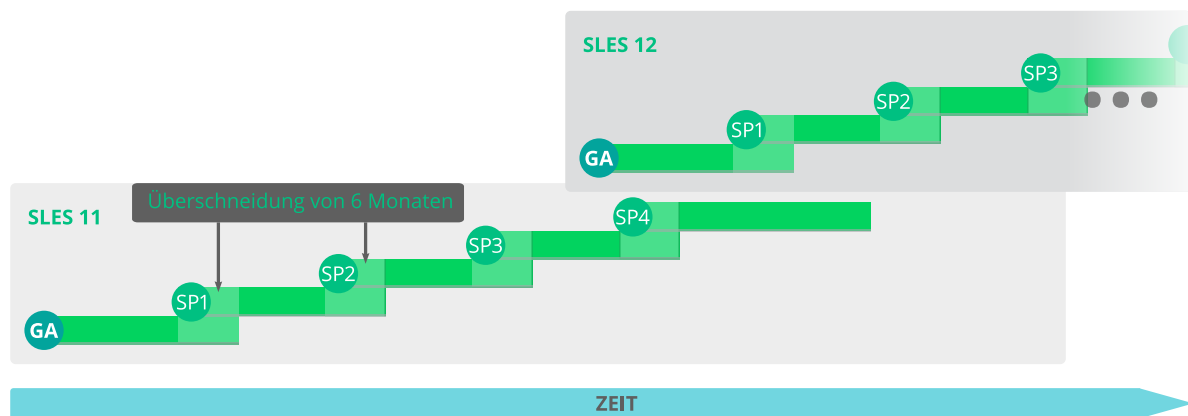 SLES 12
SP3
SP2
SP1
GA
Überschneidung von 6 Monaten
SLES 11
SP4
SP3
SP2
SP1
GA
ZEIT